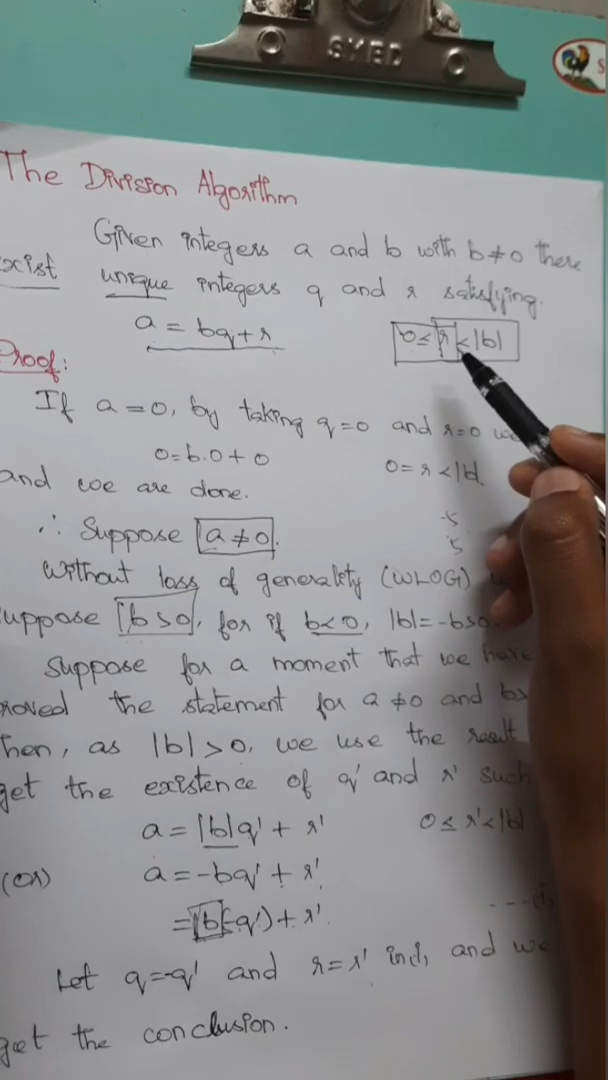 SMED
S
The Division Algorithm
Given integers a and b with b≠0 there
exist unique integers q and r satisfying.
a = bq+r 0≤r<|b|
Proof:
If a=0, by taking q=0 and r=0 we
0=b.0+0 0=r<|b|.
and we are done.
-5
∴ Suppose a≠0. 5
Without loss of generality (WLOG)
suppose b>0, for if b<0, |b|=-b>0.
Suppose for a moment that we have
proved the statement for a≠0 and b>
Then, as |b|>0, we use the result
get the existence of q' and r' such
a = |b|q' + r' 0≤r'<|b|
(or) a = -bq' + r'
= b(-q') + r' ---(1)
Let q=-q' and r=r' in (1), and we
get the conclusion.